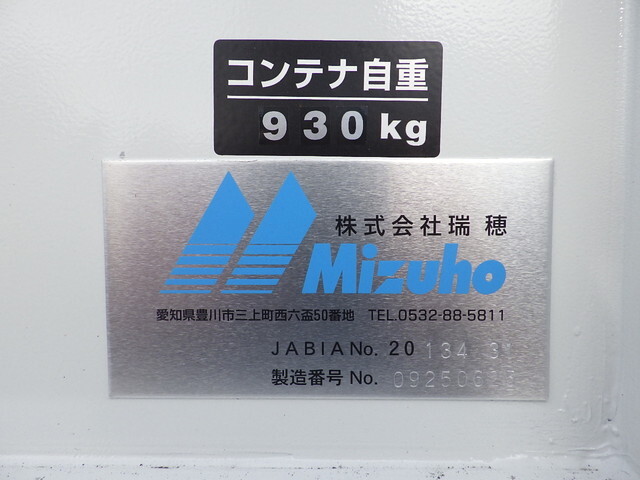 コンテナ自重
930kg
株式会社瑞穂
Mizuho
愛知県豊川市三上町西六盃50番地 TEL.0532-88-5811
JABIA No. 20 134
製造番号 No.